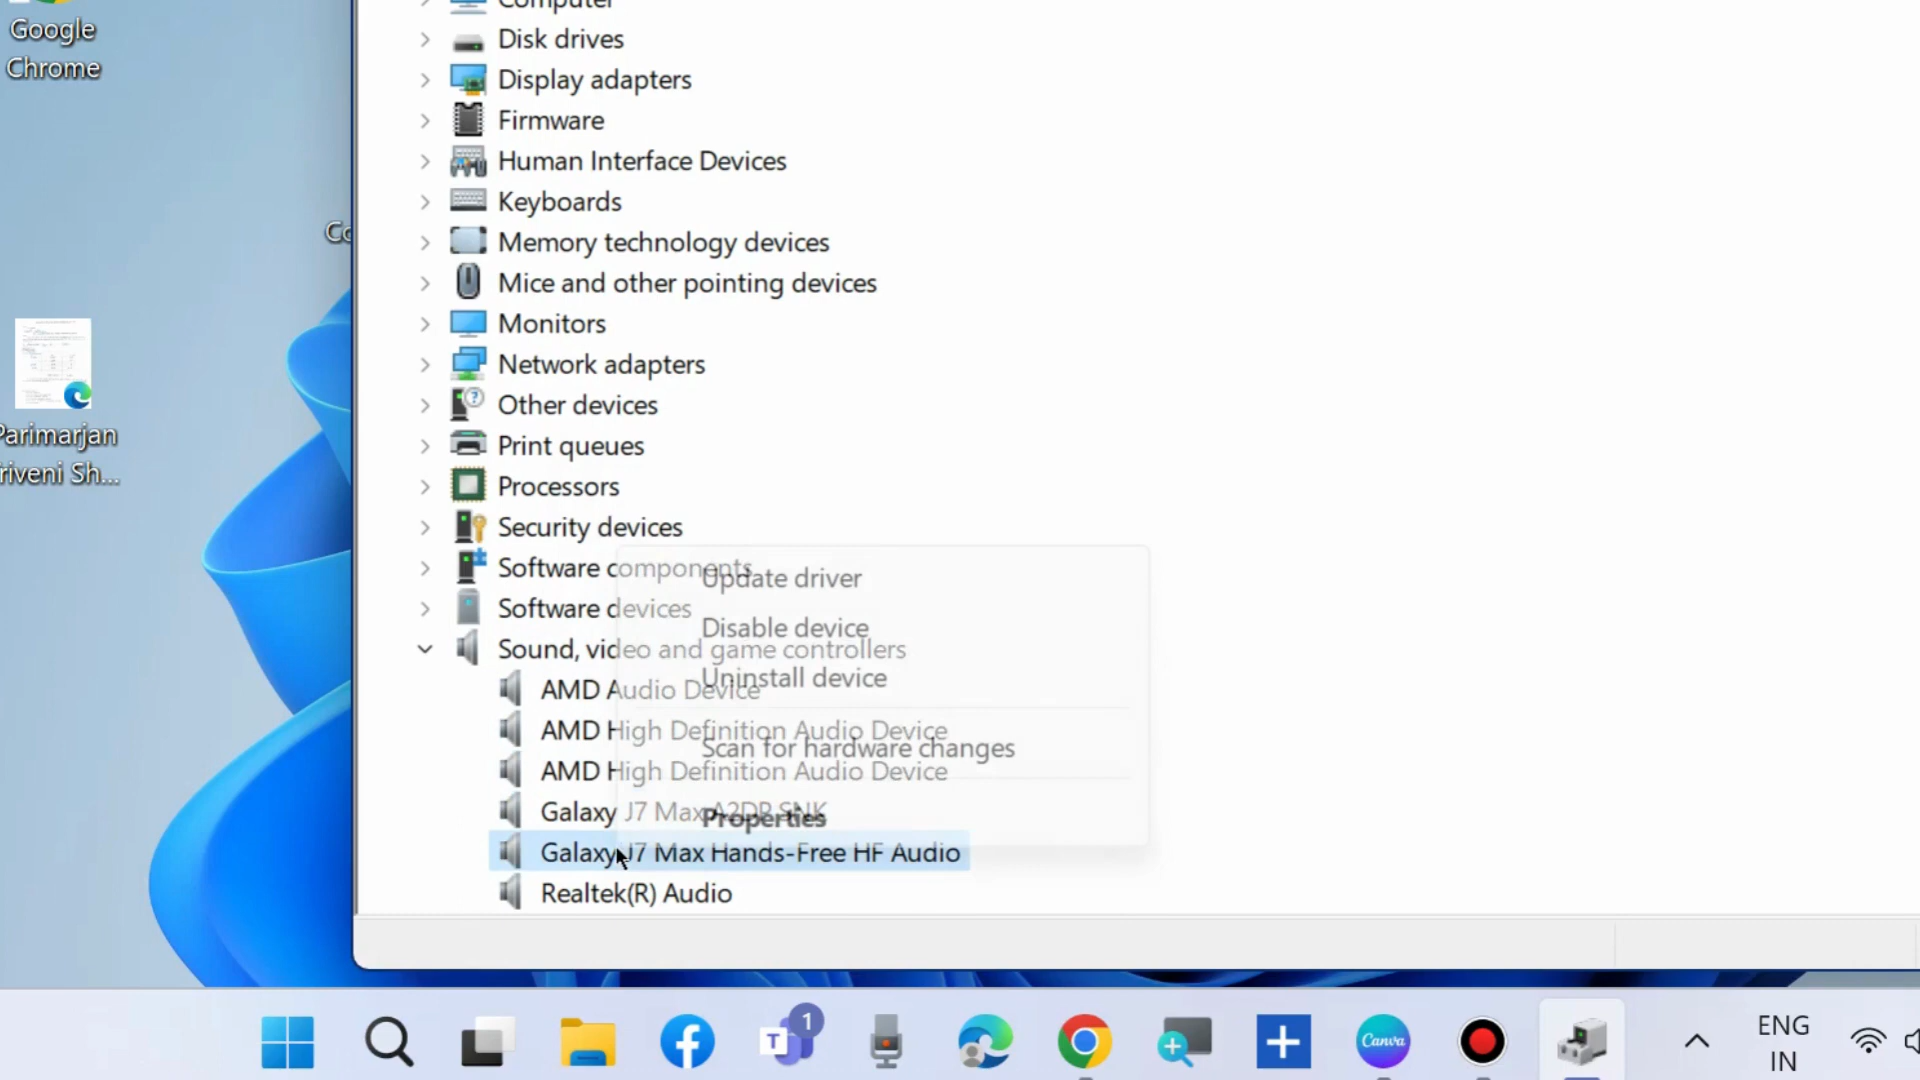 Google
Chrome
Co
Parimarjan
riveni Sh...
Computer
Disk drives
Display adapters
Firmware
Human Interface Devices
Keyboards
Memory technology devices
Mice and other pointing devices
Monitors
Network adapters
Other devices
Print queues
Processors
Security devices
Software components
Software devices
Sound, video and game controllers
AMD Audio Device
AMD High Definition Audio Device
AMD High Definition Audio Device
Galaxy J7 Max A2DP SNK
Galaxy J7 Max Hands-Free HF Audio
Realtek(R) Audio
Update driver
Disable device
Uninstall device
Scan for hardware changes
Properties
T
1
Canva
ENG
IN